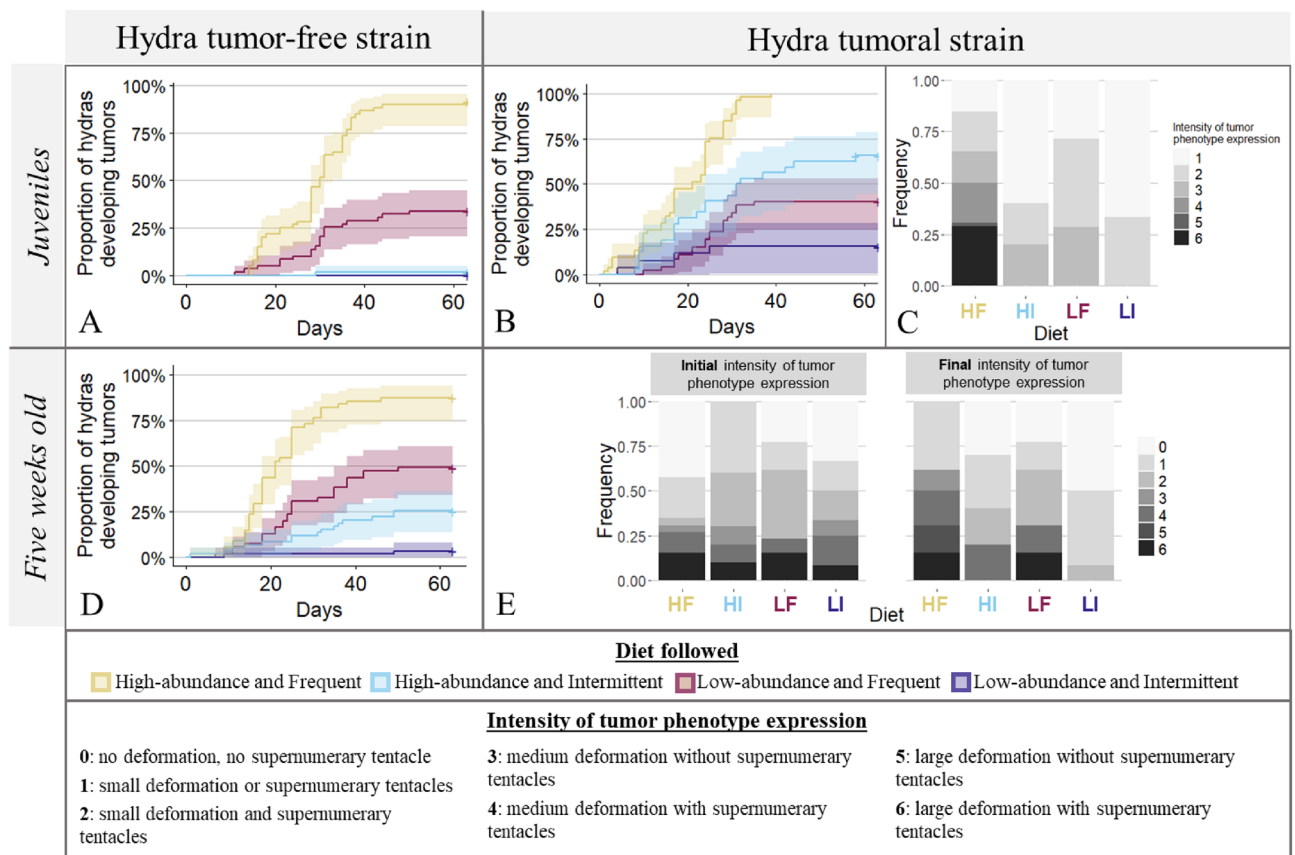 Hydra tumor-free strain
Hydra tumoral strain
Juveniles
Proportion of hydras
developing tumors
100%
75%
50%
25%
0%
0
20
40
60
Days
A
Proportion of hydras
developing tumors
100%
75%
50%
25%
0%
0
20
40
60
Days
B
Frequency
1.00
0.75
0.50
0.25
0.00
HF
HI
LF
LI
Diet
C
Intensity of tumor
phenotype expression
1
2
3
4
5
6
Five weeks old
Proportion of hydras
developing tumors
100%
75%
50%
25%
0%
0
20
40
60
Days
D
Initial intensity of tumor
phenotype expression
Final intensity of tumor
phenotype expression
Frequency
1.00
0.75
0.50
0.25
0.00
HF
HI
LF
LI
HF
HI
LF
LI
Diet
E
0
1
2
3
4
5
6
Diet followed
High-abundance and Frequent
High-abundance and Intermittent
Low-abundance and Frequent
Low-abundance and Intermittent
Intensity of tumor phenotype expression
0: no deformation, no supernumerary tentacle
1: small deformation or supernumerary tentacles
2: small deformation and supernumerary
tentacles
3: medium deformation without supernumerary
tentacles
4: medium deformation with supernumerary
tentacles
5: large deformation without supernumerary
tentacles
6: large deformation with supernumerary
tentacles